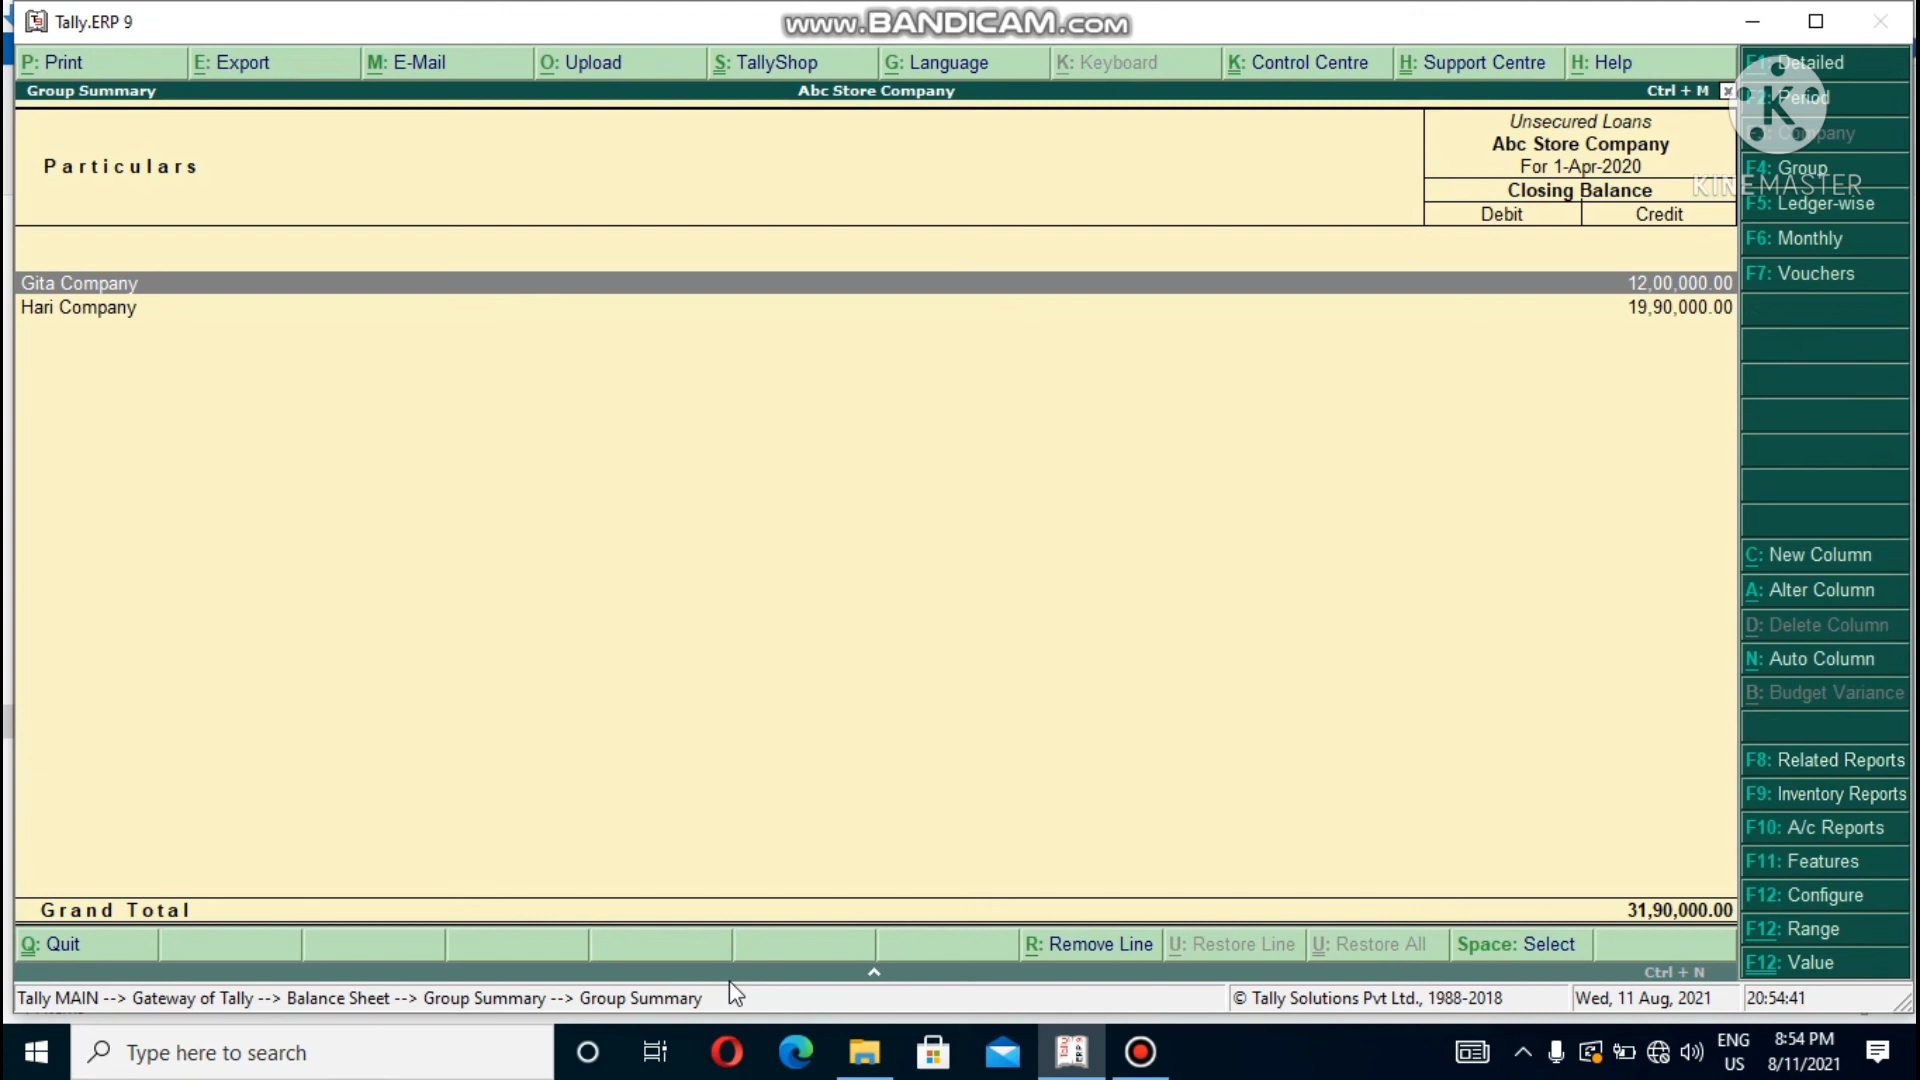 Tally.ERP 9
www.BANDICAM.com
P: Print E: Export M: E-Mail O: Upload S: TallyShop G: Language K: Keyboard K: Control Centre H: Support Centre H: Help
Group Summary Abc Store Company Ctrl + M
Particulars
Unsecured Loans
Abc Store Company
For 1-Apr-2020
Closing Balance
Debit Credit
Gita Company 12,00,000.00
Hari Company 19,90,000.00
Grand Total 31,90,000.00
F1: Detailed
F2: Period
F3: Company
K
F4: Group
KINEMASTER
F5: Ledger-wise
F6: Monthly
F7: Vouchers
C: New Column
A: Alter Column
D: Delete Column
N: Auto Column
B: Budget Variance
F8: Related Reports
F9: Inventory Reports
F10: A/c Reports
F11: Features
F12: Configure
F12: Range
F12: Value
Q: Quit R: Remove Line U: Restore Line U: Restore All Space: Select
Ctrl + N
Tally MAIN --> Gateway of Tally --> Balance Sheet --> Group Summary --> Group Summary © Tally Solutions Pvt Ltd., 1988-2018 Wed, 11 Aug, 2021 20:54:41
Type here to search
ENG
US
8:54 PM
8/11/2021